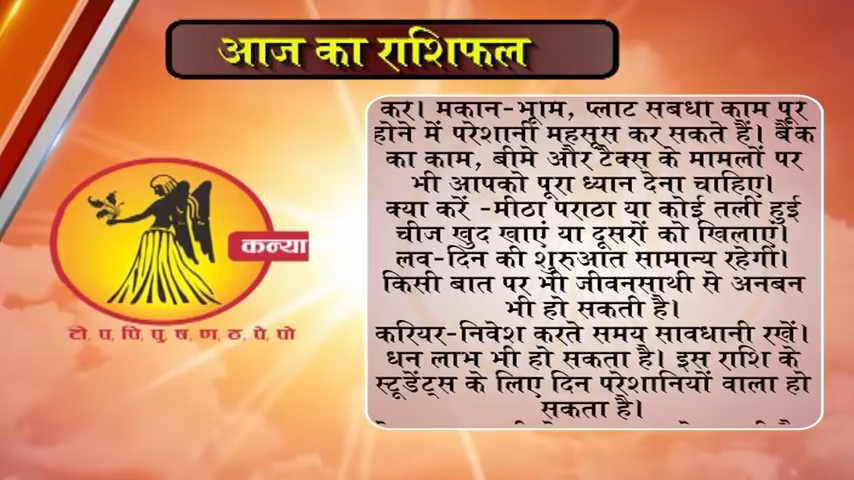 आज का राशिफल
कर। मकान-भूमि, प्लाट संबंधी काम पूरे
होने में परेशानी महसूस कर सकते हैं। बैंक
का काम, बीमे और टैक्स के मामलों पर
भी आपको पूरा ध्यान देना चाहिए।
क्या करें -मीठा पराठा या कोई तली हुई
चीज खुद खाएं या दूसरों को खिलाएं।
लव-दिन की शुरुआत सामान्य रहेगी।
किसी बात पर भी जीवनसाथी से अनबन
भी हो सकती है।
करियर-निवेश करते समय सावधानी रखें।
धन लाभ भी हो सकता है। इस राशि के
स्टूडेंट्स के लिए दिन परेशानियों वाला हो
सकता है।
कन्या
टो, प, पि, पु, ष, ण, ठ, पे, पो